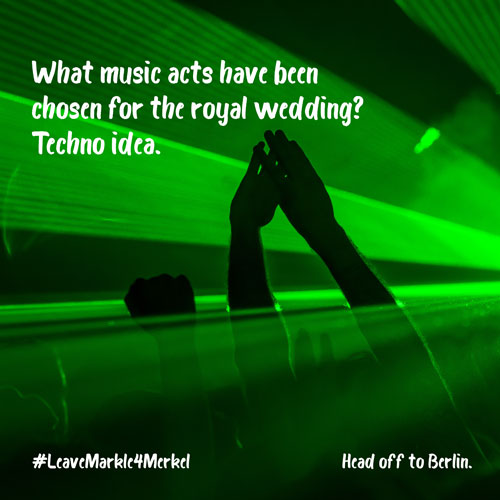 What music acts have been
chosen for the royal wedding?
Techno idea.
#LeaveMarkle4Merkel
Head off to Berlin.